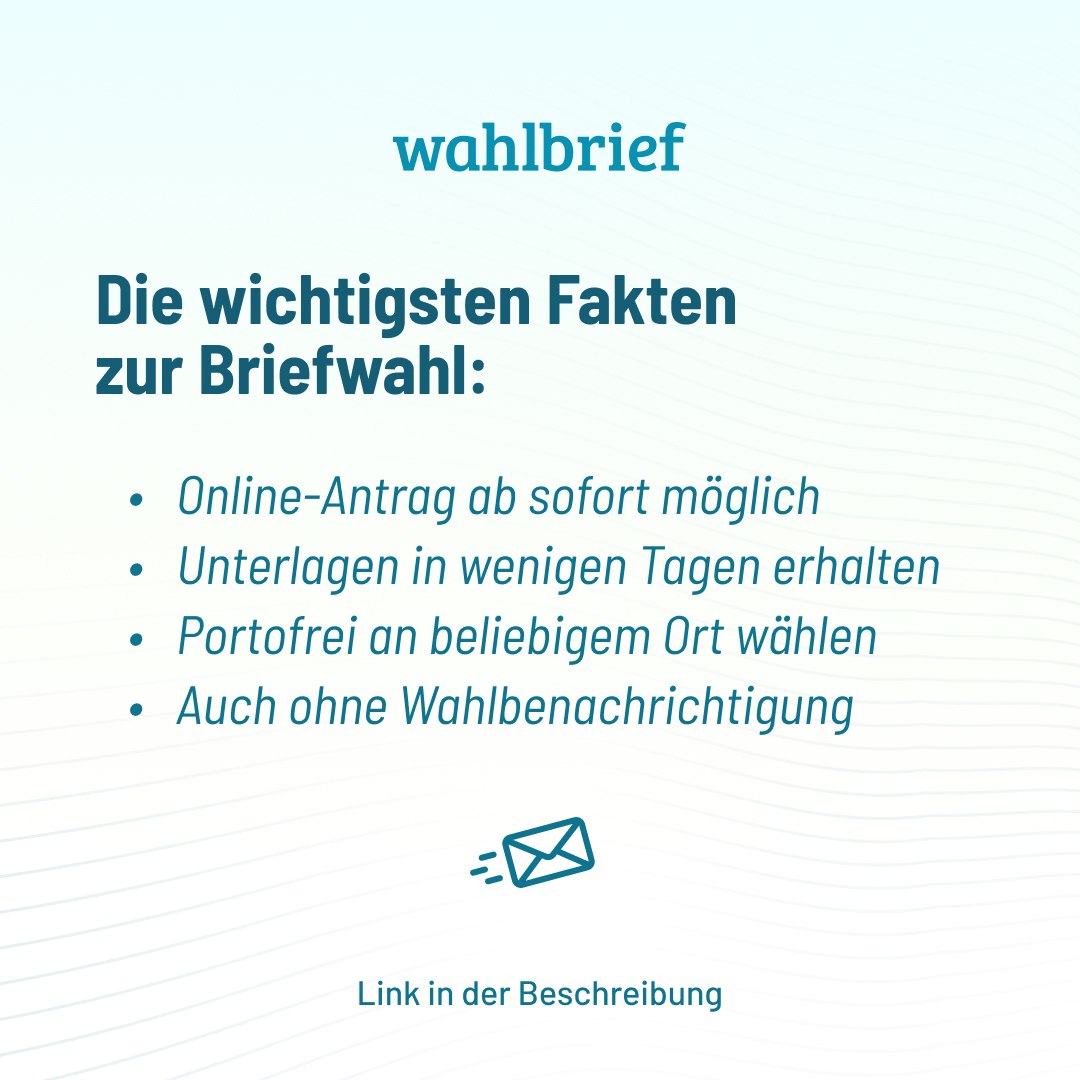 wahlbrief
Die wichtigsten Fakten
zur Briefwahl:
• Online-Antrag ab sofort möglich
• Unterlagen in wenigen Tagen erhalten
• Portofrei an beliebigem Ort wählen
• Auch ohne Wahlbenachrichtigung
Link in der Beschreibung